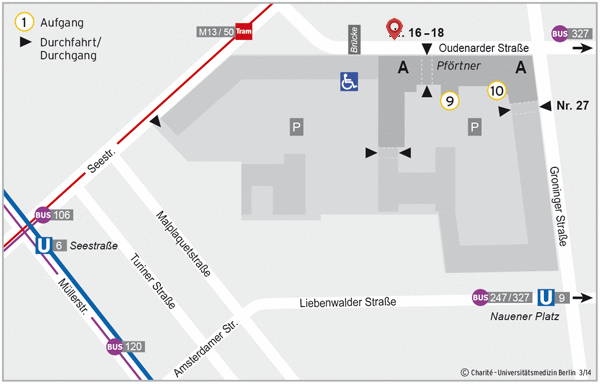 1 Aufgang
Durchfahrt/
Durchgang
M13 / 50 Tram
Brücke
16 – 18
Oudenarder Straße
BUS 327
A
Pförtner
A
9
10
Nr. 27
P
P
Seestr.
Groninger Straße
BUS 106
U 6 Seestraße
Malplaquetstraße
Turiner Straße
Müllerstr.
BUS 120
Amsterdamer Str.
Liebenwalder Straße
BUS 247 / 327 U 9
Nauener Platz
© Charité - Universitätsmedizin Berlin 3/14